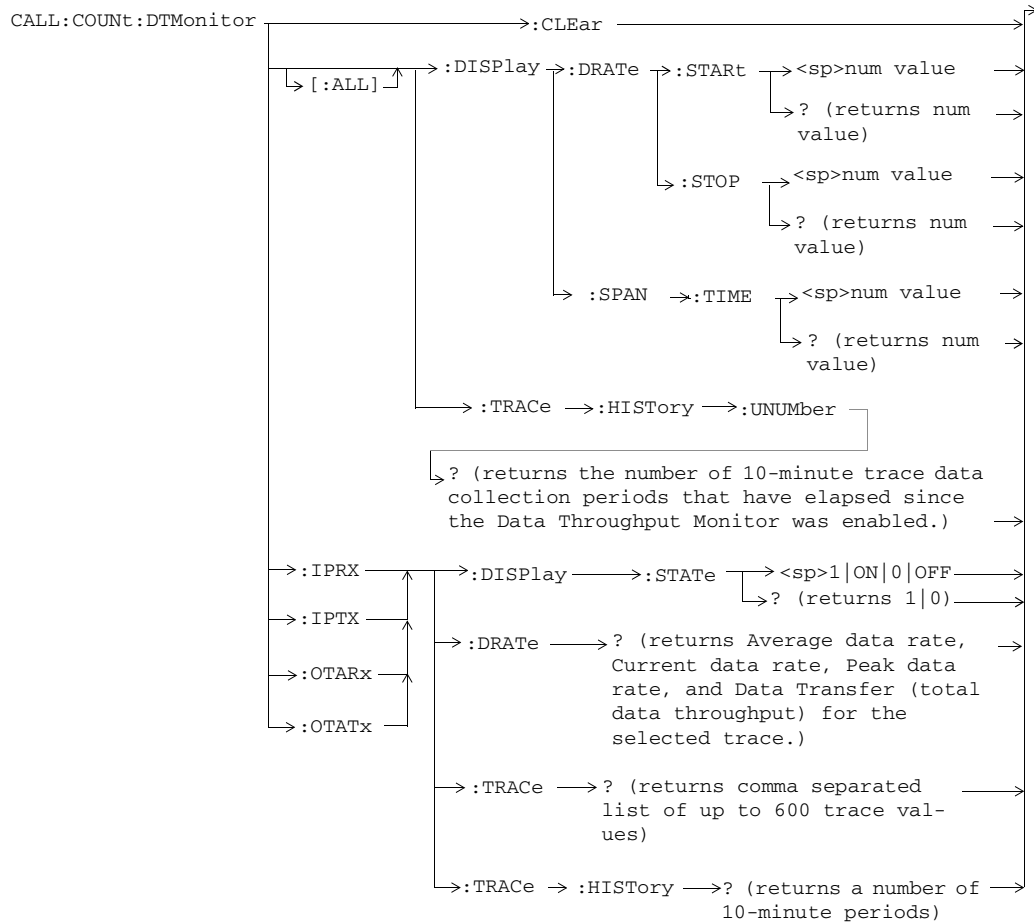 CALL:COUNt:DTMonitor :CLEar
[:ALL] :DISPlay :DRATe :STARt <sp>num value
? (returns num
value)
:STOP <sp>num value
? (returns num
value)
:SPAN :TIME <sp>num value
? (returns num
value)
:TRACe :HISTory :UNUMber
? (returns the number of 10-minute trace data
collection periods that have elapsed since
the Data Throughput Monitor was enabled.)
:IPRX :DISPlay :STATe <sp>1|ON|0|OFF
? (returns 1|0)
:IPTX
:OTARx
:OTATx
:DRATe ? (returns Average data rate,
Current data rate, Peak data
rate, and Data Transfer (total
data throughput) for the
selected trace.)
:TRACe ? (returns comma separated
list of up to 600 trace val-
ues)
:TRACe :HISTory ? (returns a number of
10-minute periods)